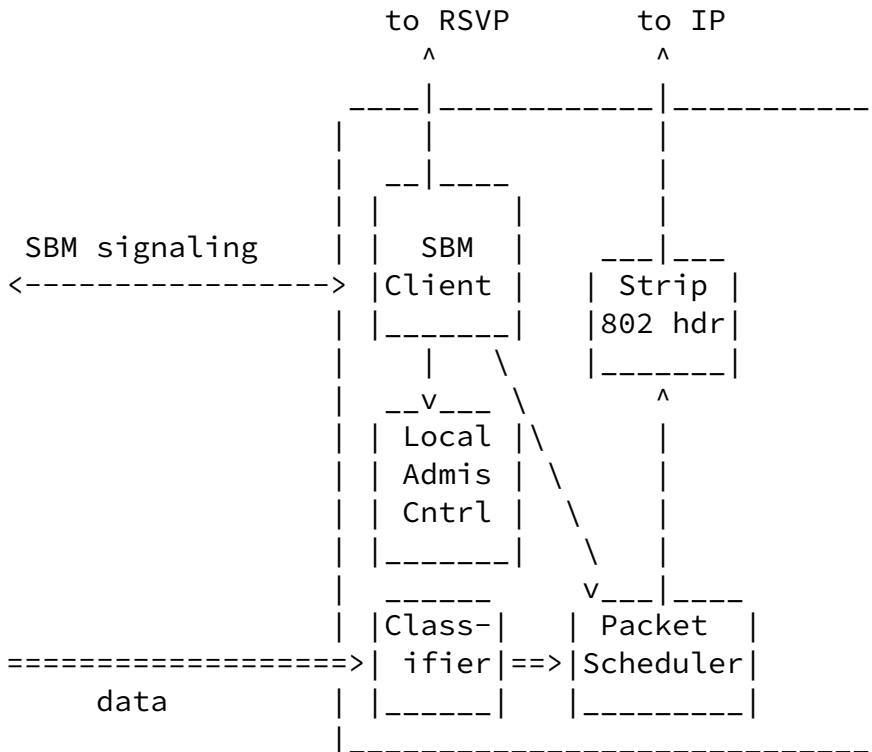 to RSVP to IP
SBM signaling SBM
Client Strip
802 hdr
Local
Admis
Cntrl
Class- Packet
ifier Scheduler
data